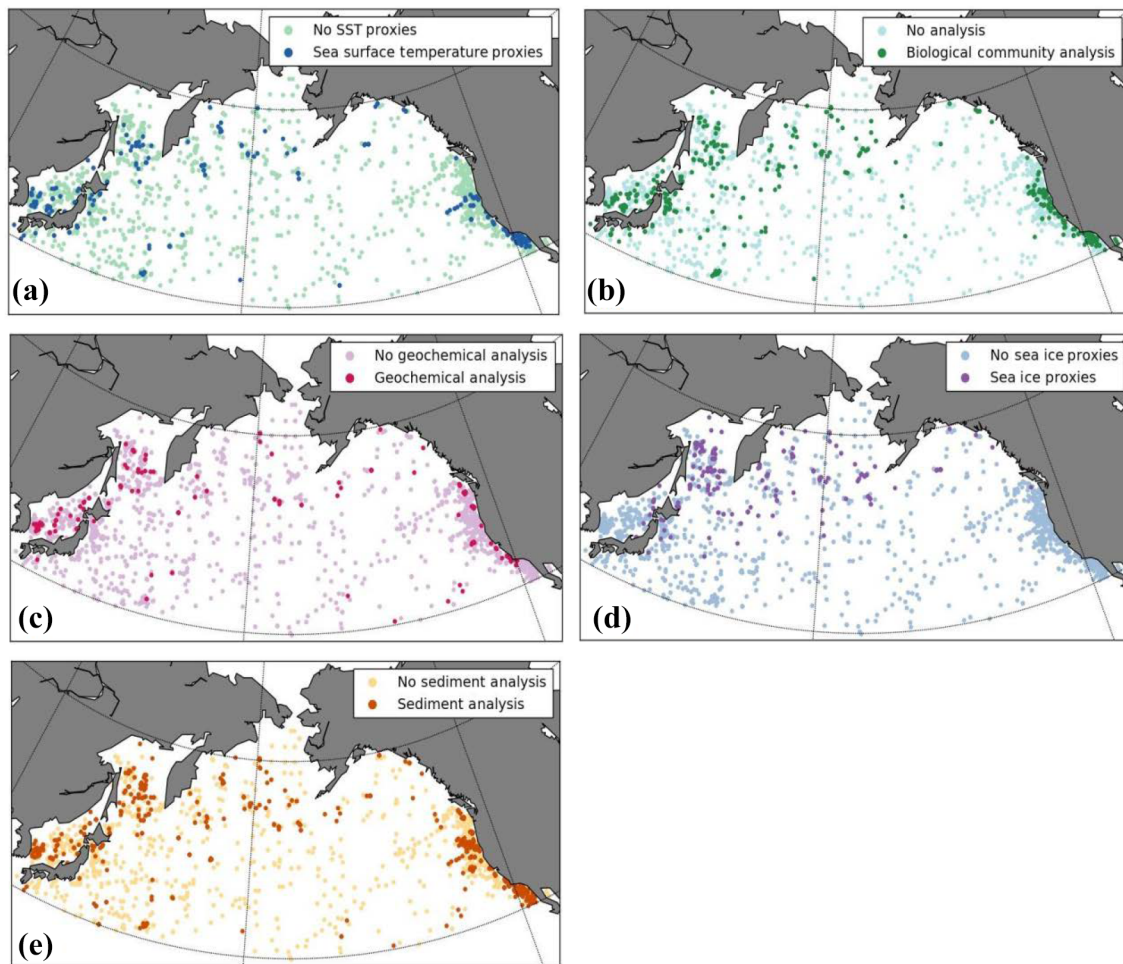 No SST proxies
Sea surface temperature proxies
(a)
No analysis
Biological community analysis
(b)
No geochemical analysis
Geochemical analysis
(c)
No sea ice proxies
Sea ice proxies
(d)
No sediment analysis
Sediment analysis
(e)